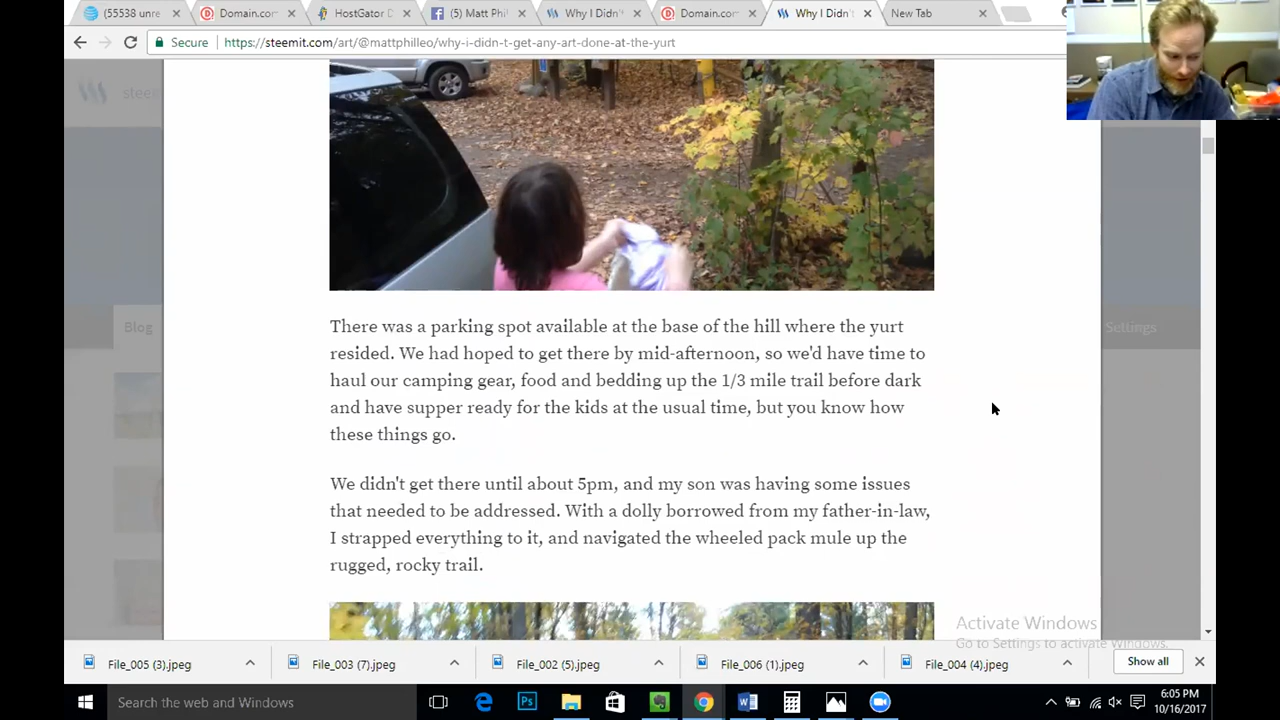 (55538 unre
Domain.com
HostGator
(5) Matt Phil
Why I Didn'
Domain.com
Why I Didn'
New Tab
Secure
https://steemit.com/art/@mattphilleo/why-i-didn-t-get-any-art-done-at-the-yurt
steem
Blog
Settings
There was a parking spot available at the base of the hill where the yurt
resided. We had hoped to get there by mid-afternoon, so we'd have time to
haul our camping gear, food and bedding up the 1/3 mile trail before dark
and have supper ready for the kids at the usual time, but you know how
these things go.
We didn't get there until about 5pm, and my son was having some issues
that needed to be addressed. With a dolly borrowed from my father-in-law,
I strapped everything to it, and navigated the wheeled pack mule up the
rugged, rocky trail.
Activate Windows
Go to Settings to activate Windows.
File_005 (3).jpeg
File_003 (7).jpeg
File_002 (5).jpeg
File_006 (1).jpeg
File_004 (4).jpeg
Show all
Search the web and Windows
6:05 PM
10/16/2017